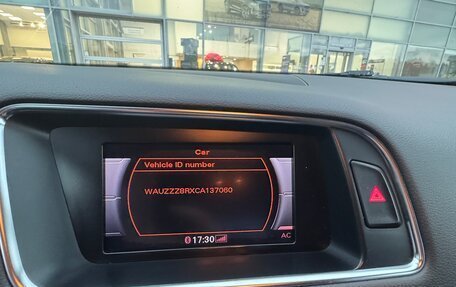 Car
Vehicle ID number
WAUZZZ8RXCA137060
17:30
AC